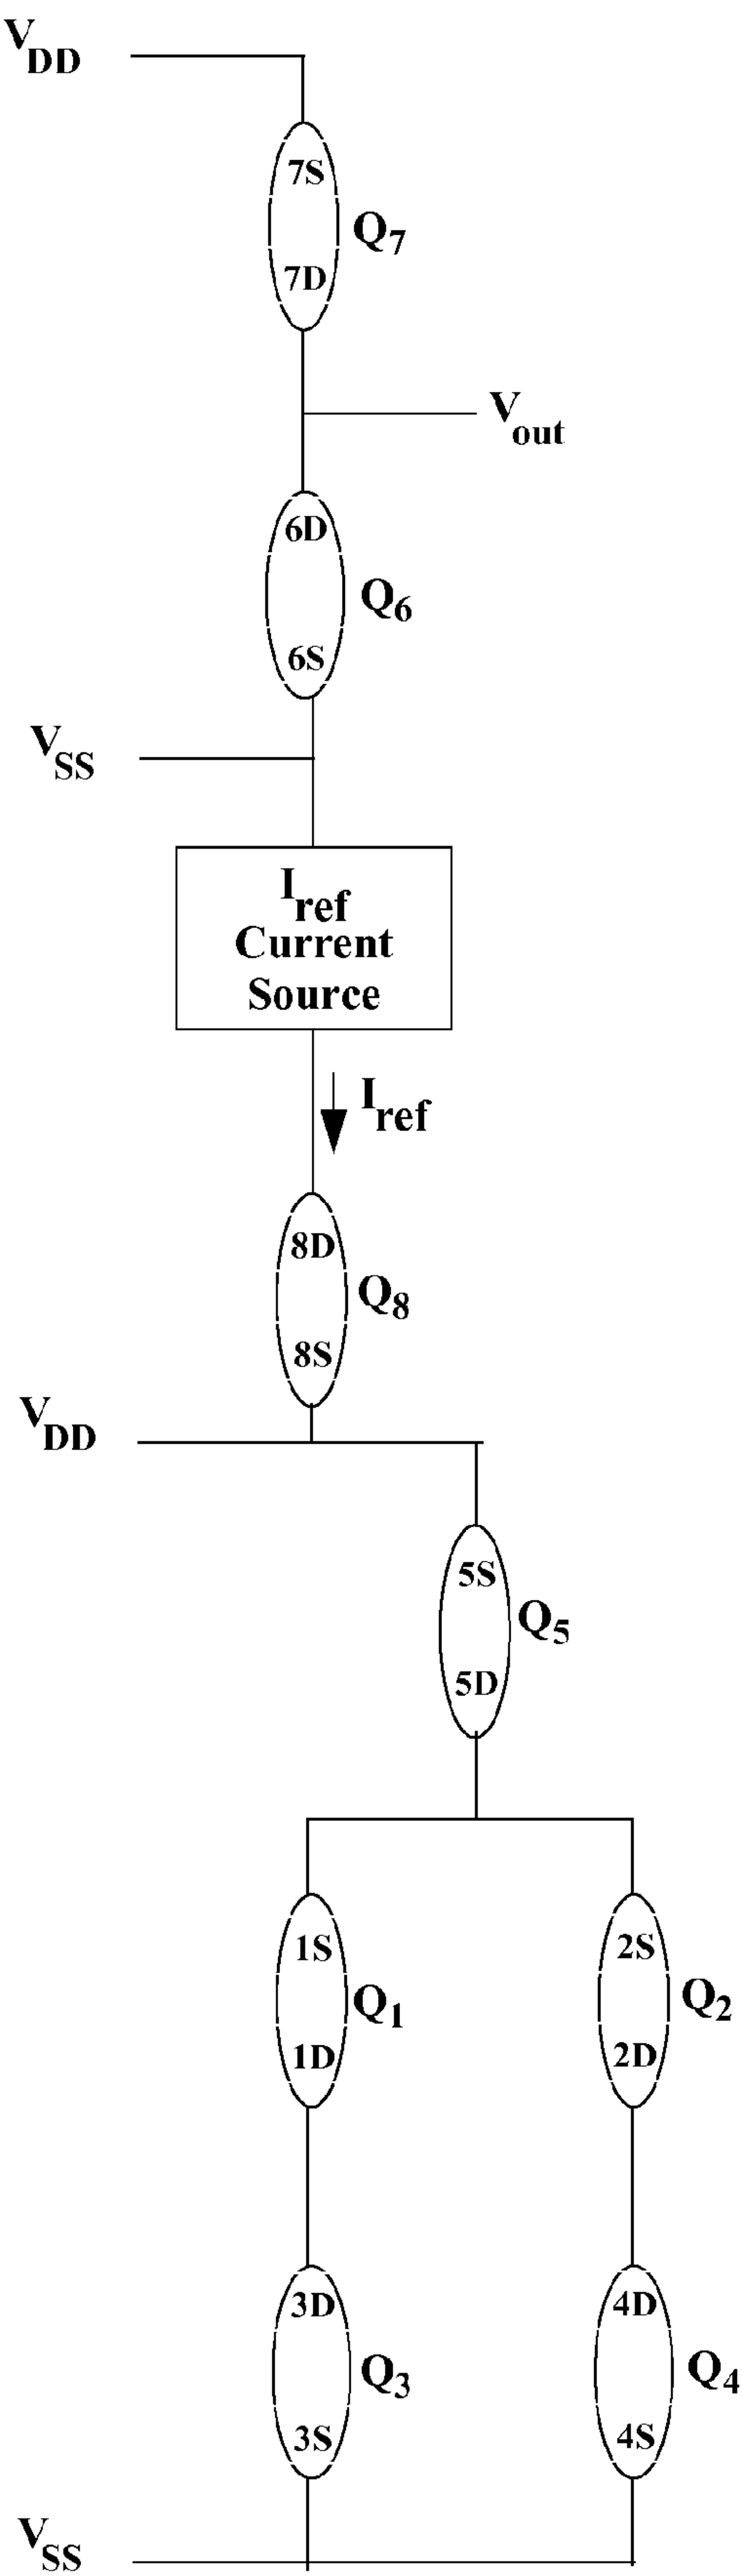 VDD
7S
Q7
7D
Vout
6D
Q6
6S
VSS
Iref
Current
Source
Iref
8D
Q8
8S
VDD
5S
Q5
5D
1S
2S
Q1
Q2
1D
2D
3D
4D
Q3
Q4
3S
4S
VSS